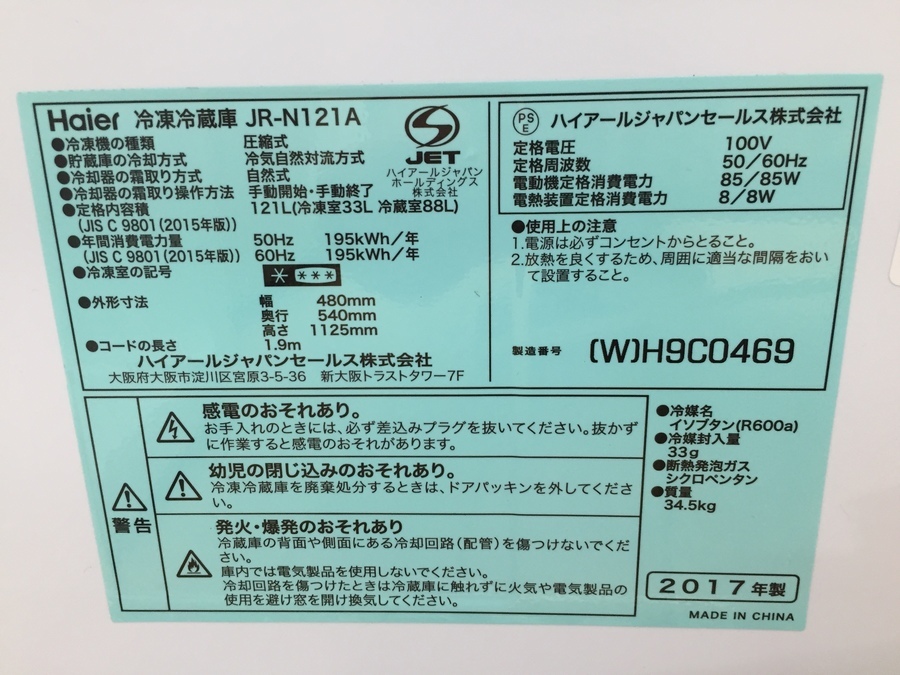 Haier 冷凍冷蔵庫 JR-N121A
●冷凍機の種類 圧縮式
●貯蔵庫の冷却方式 冷気自然対流方式
●冷却器の霜取り方式 自然式
●冷却器の霜取り操作方法 手動開始・手動終了
●定格内容積 121L(冷凍室33L 冷蔵室88L)
(JIS C 9801(2015年版))
●年間消費電力量 50Hz 195kWh/年
(JIS C 9801(2015年版)) 60Hz 195kWh/年
●冷凍室の記号 * ***
●外形寸法 幅 480mm
奥行 540mm
高さ 1125mm
●コードの長さ 1.9m
ハイアールジャパンセールス株式会社
大阪府大阪市淀川区宮原3-5-36 新大阪トラストタワー7F
JET
ハイアールジャパン
ホールディングス
株式会社
PS
E ハイアールジャパンセールス株式会社
定格電圧 100V
定格周波数 50/60Hz
電動機定格消費電力 85/85W
電熱装置定格消費電力 8/8W
●使用上の注意
1.電源は必ずコンセントからとること。
2.放熱を良くするため、周囲に適当な間隔をおい
て設置すること。
製造番号 (W)H9C0469
警告
感電のおそれあり。
お手入れのときには、必ず差込みプラグを抜いてください。抜かず
に作業すると感電のおそれがあります。
幼児の閉じ込みのおそれあり。
冷凍冷蔵庫を廃棄処分するときは、ドアパッキンを外してくださ
い。
発火・爆発のおそれあり
冷蔵庫の背面や側面にある冷却回路(配管)を傷つけないでくだ
さい。
庫内では電気製品を使用しないでください。
冷却回路を傷つけたときは冷蔵庫に触れずに火気や電気製品の
使用を避け窓を開け換気してください。
●冷媒名
イソブタン(R600a)
●冷媒封入量
33g
●断熱発泡ガス
シクロペンタン
●質量
34.5kg
2017年製
MADE IN CHINA